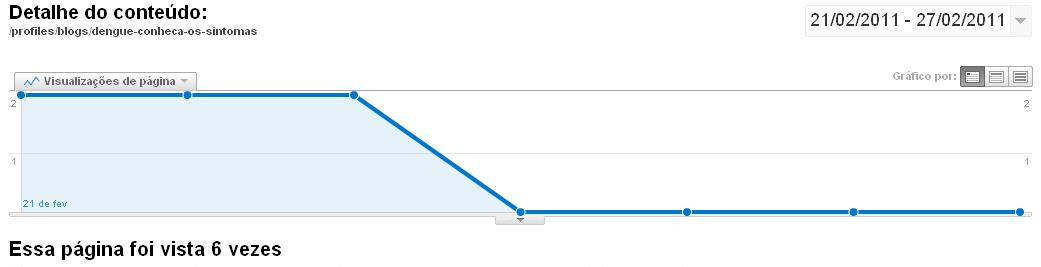 Detalhe do conteúdo:
21/02/2011 - 27/02/2011
/profiles/blogs/dengue-conheca-os-sintomas
Visualizações de página
Gráfico por:
2 2
1 1
21 de fev
Essa página foi vista 6 vezes